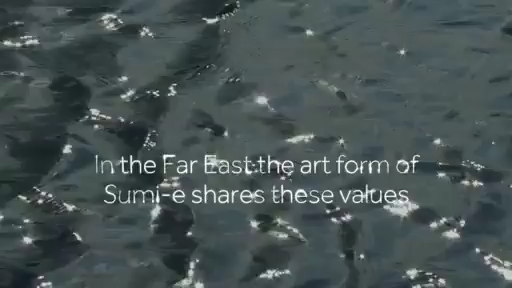 In the Far East the art form of
Sumi-e shares these values